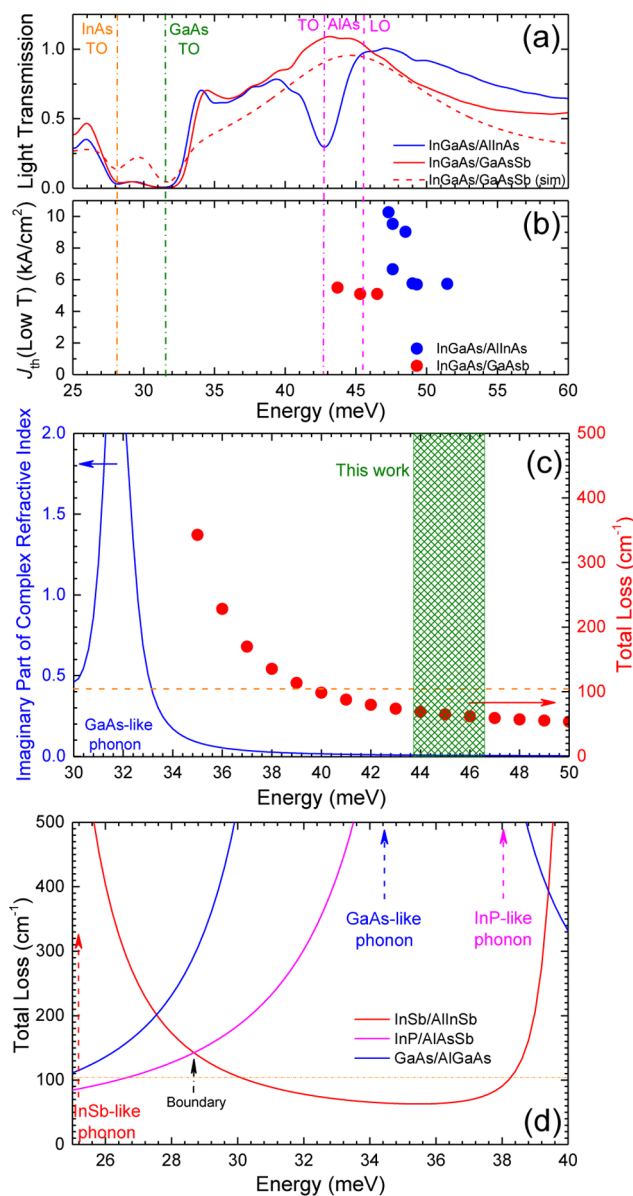 InAs
TO
GaAs
TO
TO AlAs LO
(a)
1.0
0.5
0.0
Light Transmission
InGaAs/AlInAs
InGaAs/GaAsSb
InGaAs/GaAsSb (sim)
(b)
10
8
6
4
2
0
Jth(Low T) (kA/cm²)
InGaAs/AlInAs
InGaAs/GaAsb
25 30 35 40 45 50 55 60
Energy (meV)
(c)
2.0
1.5
1.0
0.5
0.0
Imaginary Part of Complex Refractive Index
This work
GaAs-like
phonon
500
400
300
200
100
0
Total Loss (cm⁻¹)
30 32 34 36 38 40 42 44 46 48 50
Energy (meV)
500
400
300
200
100
0
Total Loss (cm⁻¹)
GaAs-like
phonon
InP-like
phonon
InSb/AlInSb
InP/AlAsSb
GaAs/AlGaAs
InSb-like
phonon
Boundary
(d)
26 28 30 32 34 36 38 40
Energy (meV)